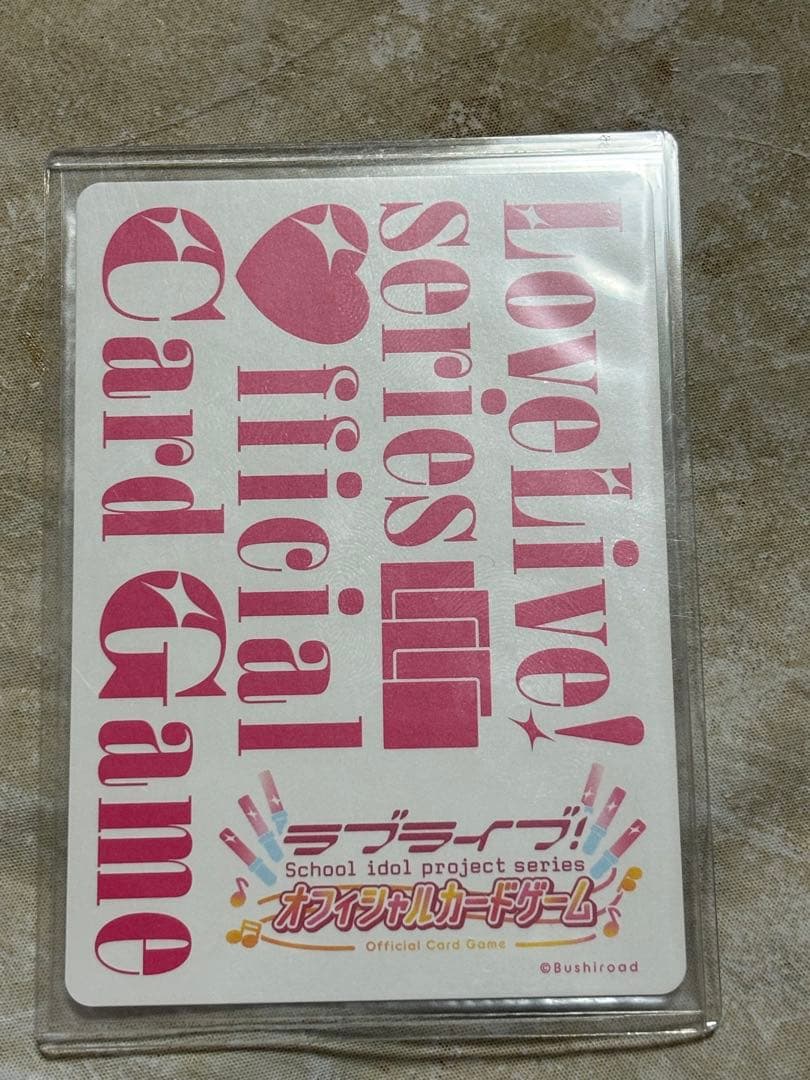 LoveLive!
series
♥fficial
Card Game
ラブライブ!
School idol project series
オフィシャルカードゲーム
Official Card Game
©Bushiroad